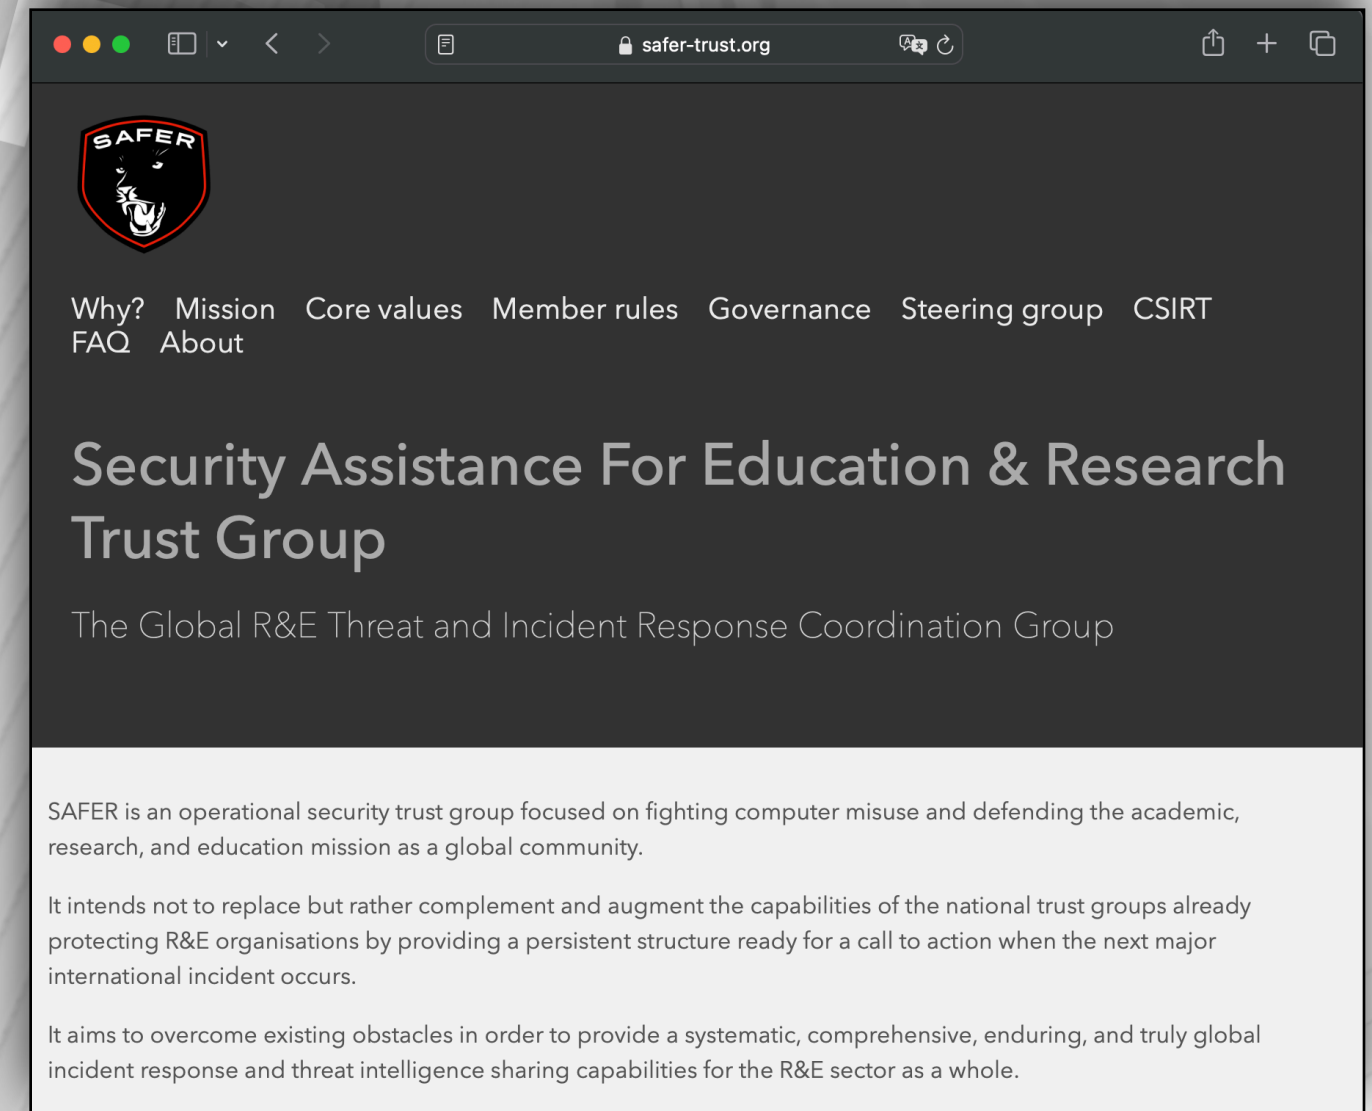 safer-trust.org
SAFER
Why? Mission Core values Member rules Governance Steering group CSIRT
FAQ About
Security Assistance For Education & Research
Trust Group
The Global R&E Threat and Incident Response Coordination Group
SAFER is an operational security trust group focused on fighting computer misuse and defending the academic,
research, and education mission as a global community.
It intends not to replace but rather complement and augment the capabilities of the national trust groups already
protecting R&E organisations by providing a persistent structure ready for a call to action when the next major
international incident occurs.
It aims to overcome existing obstacles in order to provide a systematic, comprehensive, enduring, and truly global
incident response and threat intelligence sharing capabilities for the R&E sector as a whole.